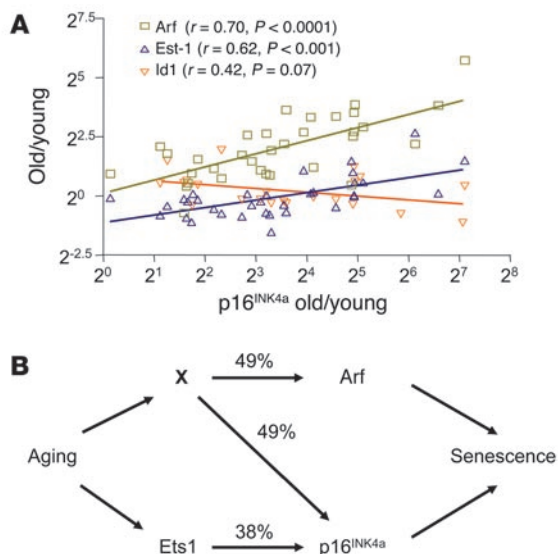 A
Arf (r = 0.70, P < 0.0001)
Est-1 (r = 0.62, P < 0.001)
Id1 (r = 0.42, P = 0.07)
Old/young
2^7.5
2^5
2^2.5
2^0
2^-2.5
2^0 2^1 2^2 2^3 2^4 2^5 2^6 2^7 2^8
p16^INK4a old/young
B
X 49% Arf
49%
Aging Senescence
Ets1 38% p16^INK4a